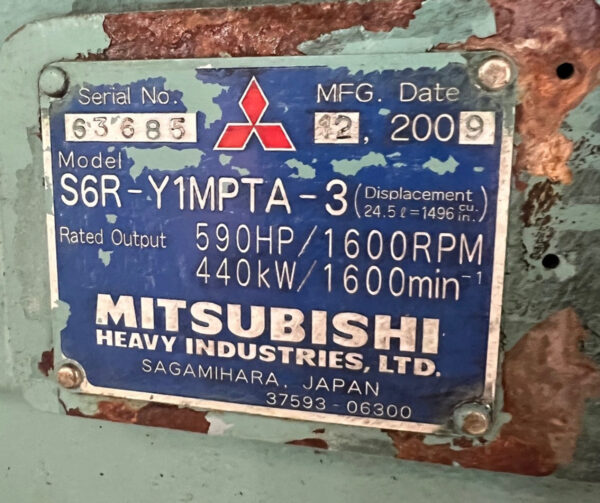 Serial No. MFG. Date
63685 12, 2009
Model
S6R-Y1MPTA-3 (Displacement 24.5ℓ=1496 cu. in.)
Rated Output 590HP/1600RPM
440kW/1600min⁻¹
MITSUBISHI
HEAVY INDUSTRIES, LTD.
SAGAMIHARA, JAPAN
37593-06300